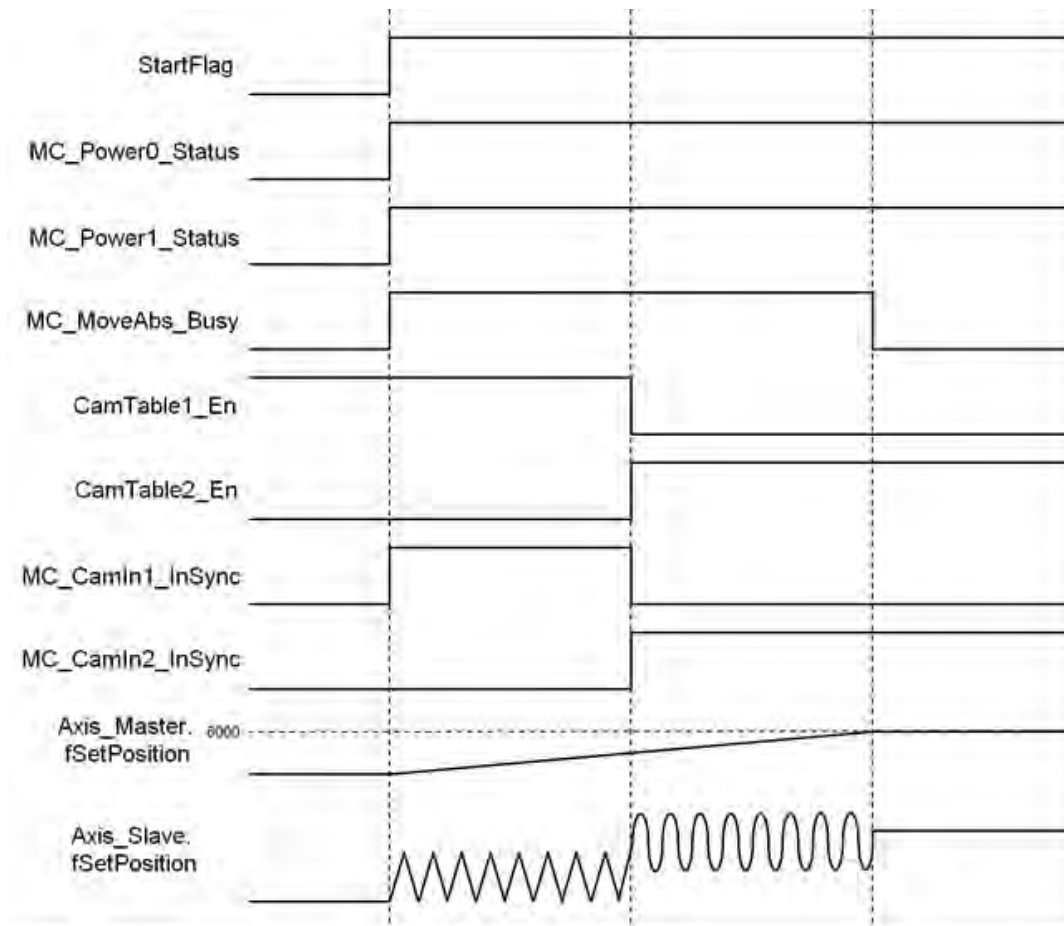 StartFlag
MC_Power0_Status
MC_Power1_Status
MC_MoveAbs_Busy
CamTable1_En
CamTable2_En
MC_CamIn1_InSync
MC_CamIn2_InSync
Axis_Master. 6000
fSetPosition
Axis_Slave.
fSetPosition